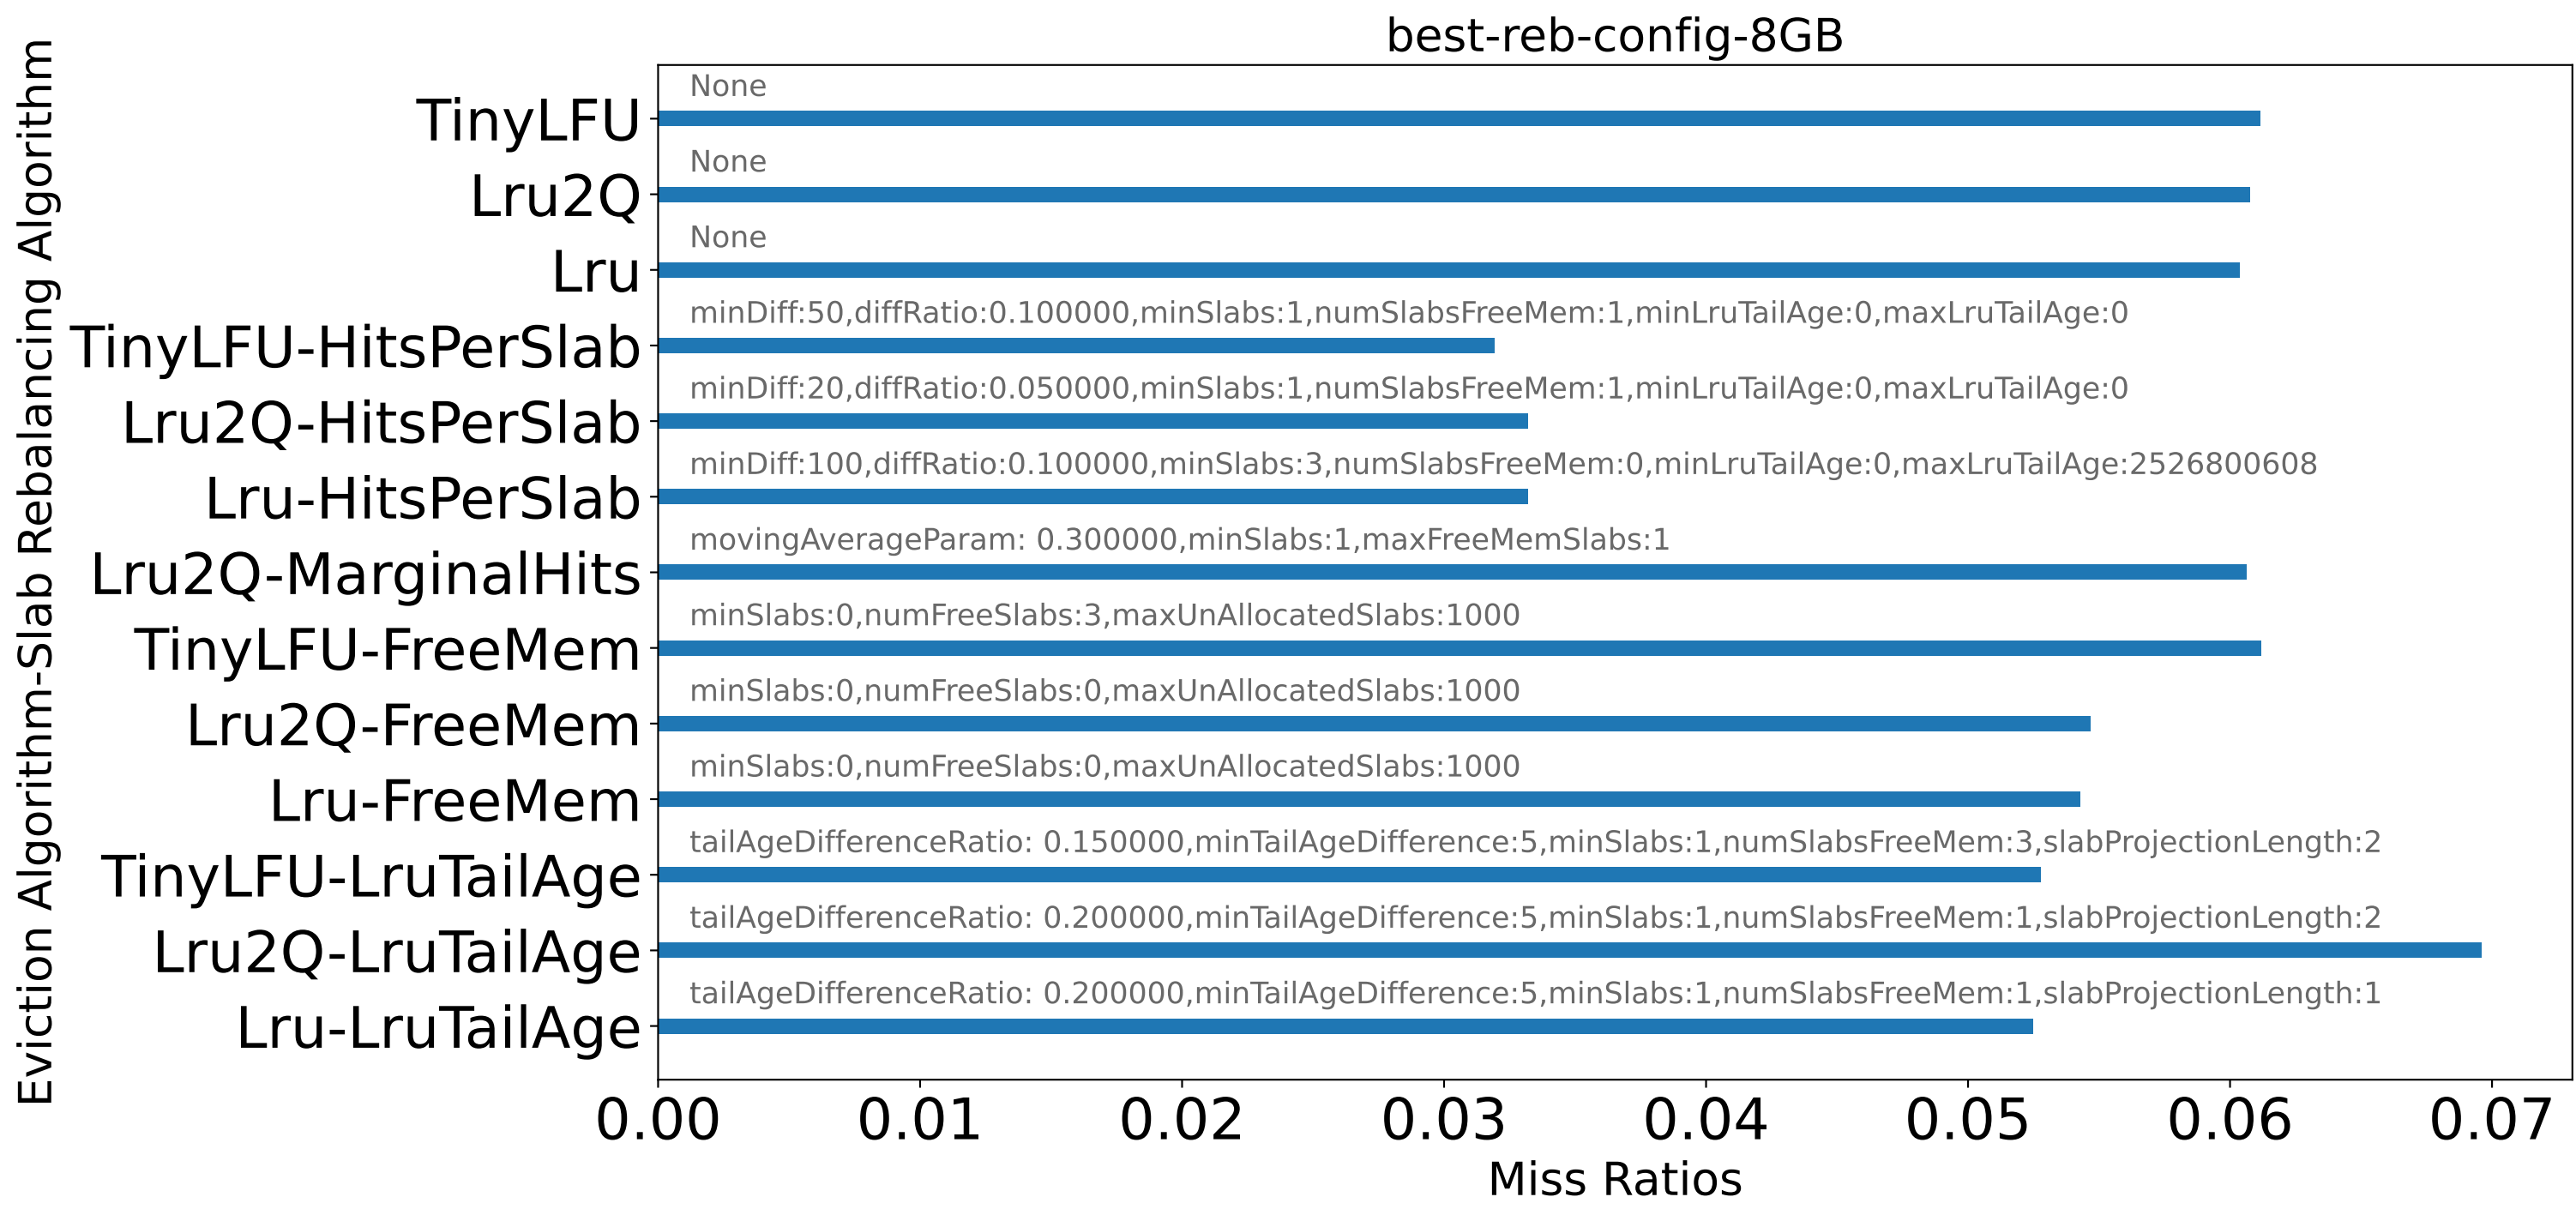 best-reb-config-8GB
Eviction Algorithm-Slab Rebalancing Algorithm
None
TinyLFU
None
Lru2Q
None
Lru
minDiff:50,diffRatio:0.100000,minSlabs:1,numSlabsFreeMem:1,minLruTailAge:0,maxLruTailAge:0
TinyLFU-HitsPerSlab
minDiff:20,diffRatio:0.050000,minSlabs:1,numSlabsFreeMem:1,minLruTailAge:0,maxLruTailAge:0
Lru2Q-HitsPerSlab
minDiff:100,diffRatio:0.100000,minSlabs:3,numSlabsFreeMem:0,minLruTailAge:0,maxLruTailAge:2526800608
Lru-HitsPerSlab
movingAverageParam: 0.300000,minSlabs:1,maxFreeMemSlabs:1
Lru2Q-MarginalHits
minSlabs:0,numFreeSlabs:3,maxUnAllocatedSlabs:1000
TinyLFU-FreeMem
minSlabs:0,numFreeSlabs:0,maxUnAllocatedSlabs:1000
Lru2Q-FreeMem
minSlabs:0,numFreeSlabs:0,maxUnAllocatedSlabs:1000
Lru-FreeMem
tailAgeDifferenceRatio: 0.150000,minTailAgeDifference:5,minSlabs:1,numSlabsFreeMem:3,slabProjectionLength:2
TinyLFU-LruTailAge
tailAgeDifferenceRatio: 0.200000,minTailAgeDifference:5,minSlabs:1,numSlabsFreeMem:1,slabProjectionLength:2
Lru2Q-LruTailAge
tailAgeDifferenceRatio: 0.200000,minTailAgeDifference:5,minSlabs:1,numSlabsFreeMem:1,slabProjectionLength:1
Lru-LruTailAge
0.00 0.01 0.02 0.03 0.04 0.05 0.06 0.07
Miss Ratios